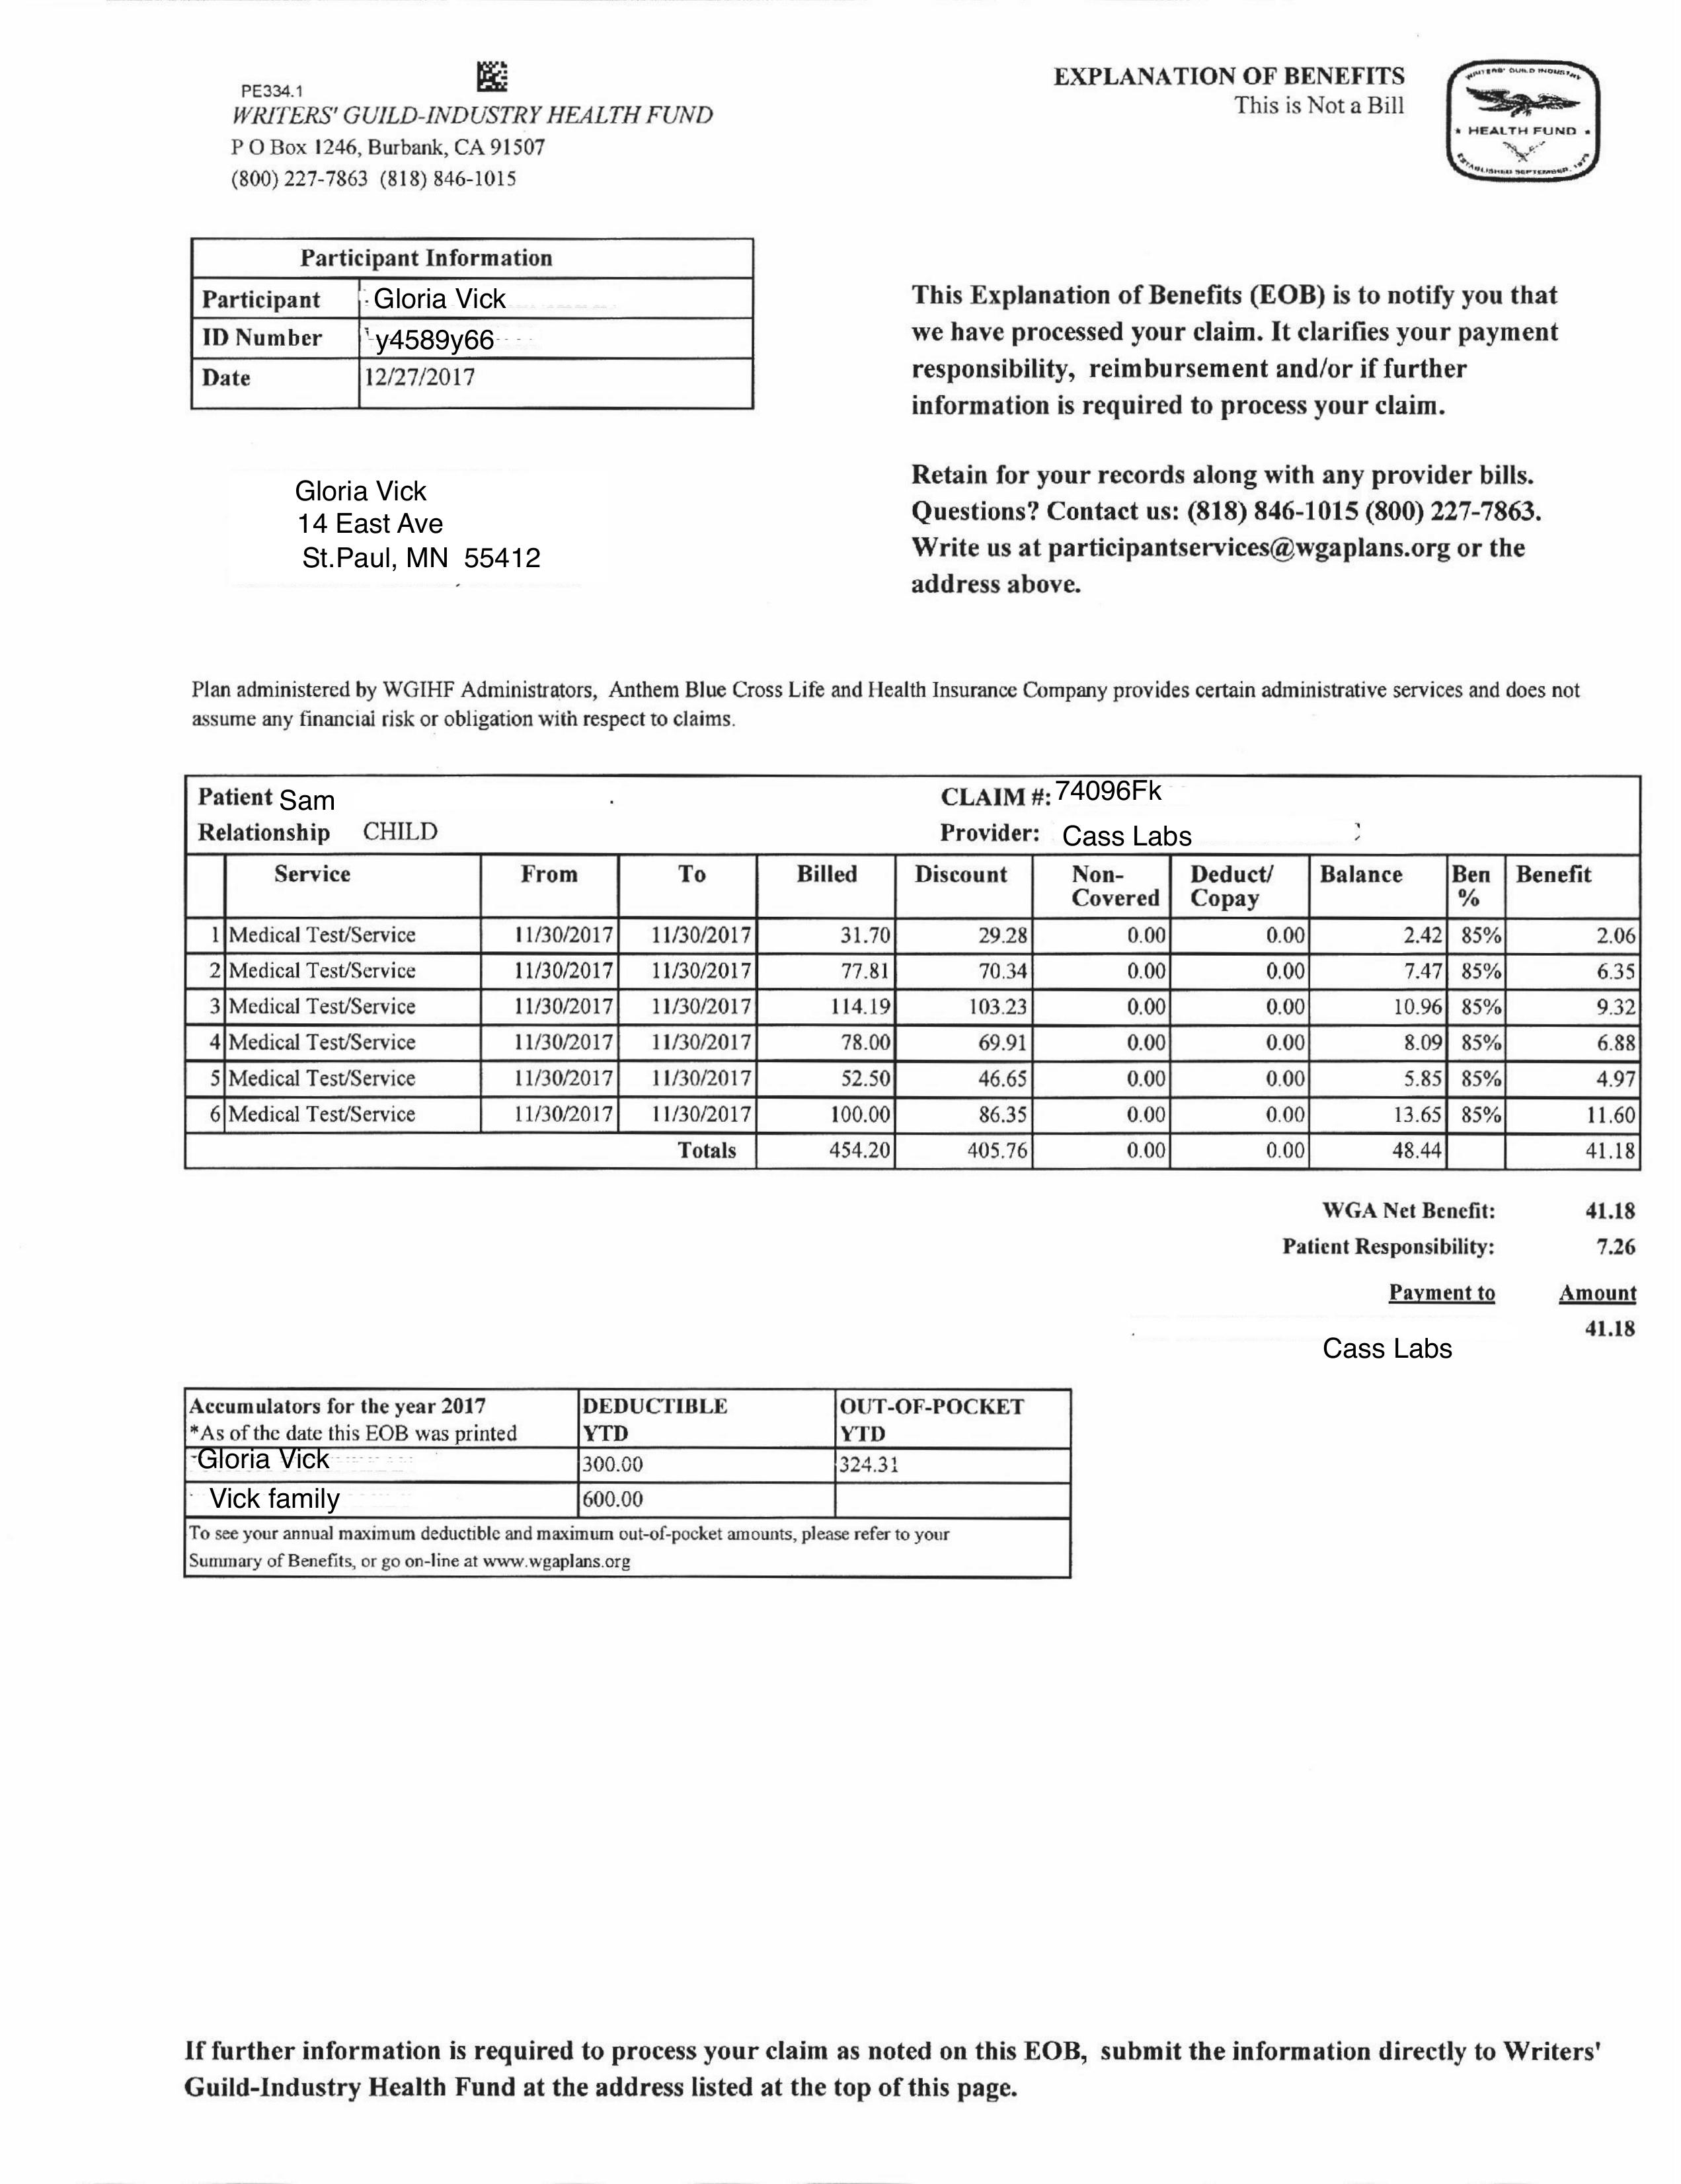 PE334.1
WRITERS' GUILD-INDUSTRY HEALTH FUND
P O Box 1246, Burbank, CA 91507
(800) 227-7863 (818) 846-1015
EXPLANATION OF BENEFITS
This is Not a Bill
WRITERS' GUILD INDUSTRY
HEALTH FUND
ESTABLISHED SEPTEMBER, 1973
Participant Information
Participant Gloria Vick
ID Number y4589y66
Date 12/27/2017
This Explanation of Benefits (EOB) is to notify you that
we have processed your claim. It clarifies your payment
responsibility, reimbursement and/or if further
information is required to process your claim.
Gloria Vick
14 East Ave
St.Paul, MN 55412
Retain for your records along with any provider bills.
Questions? Contact us: (818) 846-1015 (800) 227-7863.
Write us at participantservices@wgaplans.org or the
address above.
Plan administered by WGIHF Administrators, Anthem Blue Cross Life and Health Insurance Company provides certain administrative services and does not
assume any financial risk or obligation with respect to claims.
Patient Sam CLAIM #: 74096Fk
Relationship CHILD Provider: Cass Labs
Service From To Billed Discount Non-Covered Deduct/Copay Balance Ben % Benefit
1 Medical Test/Service 11/30/2017 11/30/2017 31.70 29.28 0.00 0.00 2.42 85% 2.06
2 Medical Test/Service 11/30/2017 11/30/2017 77.81 70.34 0.00 0.00 7.47 85% 6.35
3 Medical Test/Service 11/30/2017 11/30/2017 114.19 103.23 0.00 0.00 10.96 85% 9.32
4 Medical Test/Service 11/30/2017 11/30/2017 78.00 69.91 0.00 0.00 8.09 85% 6.88
5 Medical Test/Service 11/30/2017 11/30/2017 52.50 46.65 0.00 0.00 5.85 85% 4.97
6 Medical Test/Service 11/30/2017 11/30/2017 100.00 86.35 0.00 0.00 13.65 85% 11.60
Totals 454.20 405.76 0.00 0.00 48.44 41.18
WGA Net Benefit: 41.18
Patient Responsibility: 7.26
Payment to Amount
41.18
Cass Labs
Accumulators for the year 2017 DEDUCTIBLE OUT-OF-POCKET
*As of the date this EOB was printed YTD YTD
Gloria Vick 300.00 324.31
Vick family 600.00
To see your annual maximum deductible and maximum out-of-pocket amounts, please refer to your
Summary of Benefits, or go on-line at www.wgaplans.org
If further information is required to process your claim as noted on this EOB, submit the information directly to Writers'
Guild-Industry Health Fund at the address listed at the top of this page.